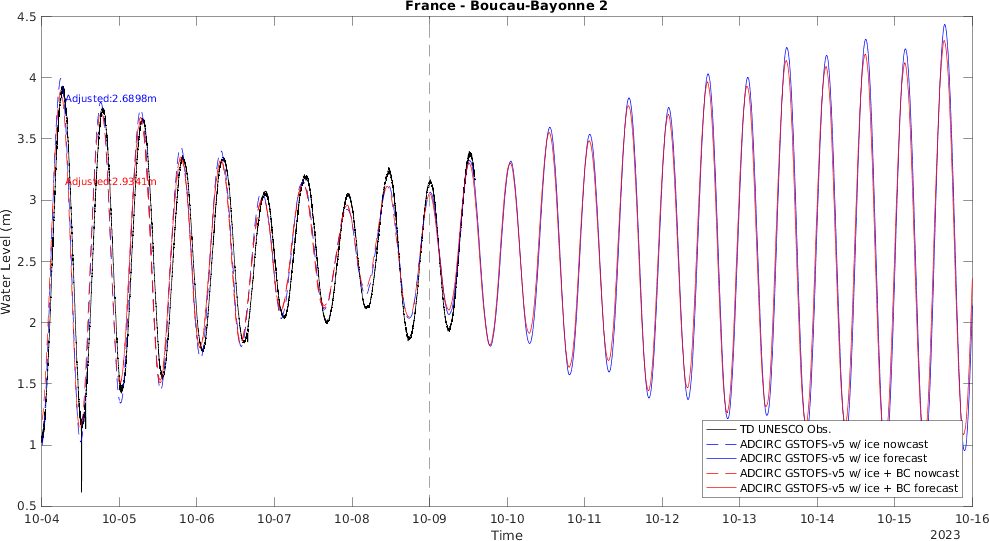 France - Boucau-Bayonne 2
4.5
4
3.5
3
2.5
2
1.5
1
0.5
Water Level (m)
Adjusted:2.6898m
Adjusted:2.9341m
TD UNESCO Obs.
ADCIRC GSTOFS-v5 w/ ice nowcast
ADCIRC GSTOFS-v5 w/ ice forecast
ADCIRC GSTOFS-v5 w/ ice + BC nowcast
ADCIRC GSTOFS-v5 w/ ice + BC forecast
10-04 10-05 10-06 10-07 10-08 10-09 10-10 10-11 10-12 10-13 10-14 10-15 10-16
Time
2023